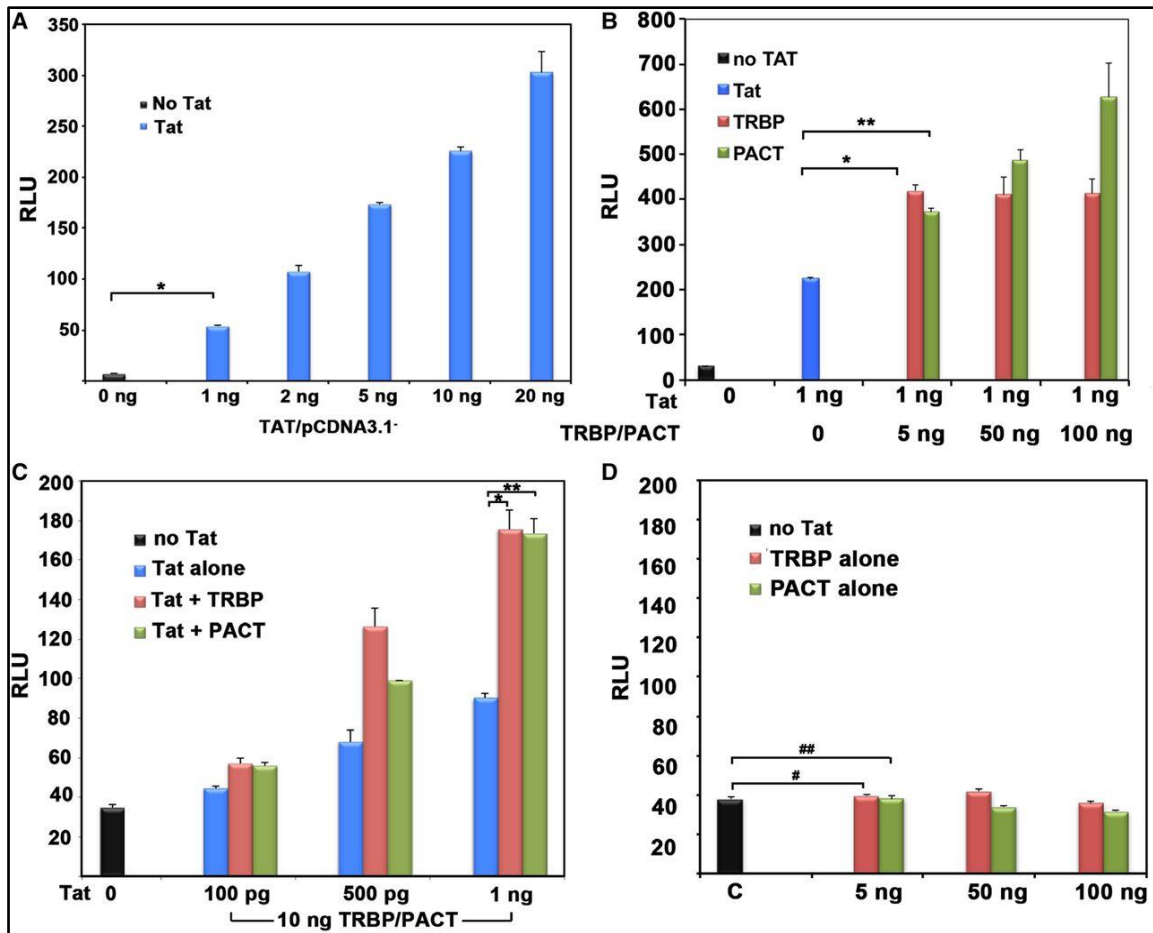 A
350
300
250
200
150
100
50
RLU
No Tat
Tat
*
0 ng 1 ng 2 ng 5 ng 10 ng 20 ng
TAT/pCDNA3.1-
B
800
700
600
500
400
300
200
100
0
RLU
no TAT
Tat
TRBP
PACT
**
*
Tat 0 1 ng 1 ng 1 ng 1 ng
TRBP/PACT 0 5 ng 50 ng 100 ng
C
200
180
160
140
120
100
80
60
40
20
RLU
no Tat
Tat alone
Tat + TRBP
Tat + PACT
**
*
Tat 0 100 pg 500 pg 1 ng
10 ng TRBP/PACT
D
200
180
160
140
120
100
80
60
40
20
RLU
no Tat
TRBP alone
PACT alone
##
#
C 5 ng 50 ng 100 ng